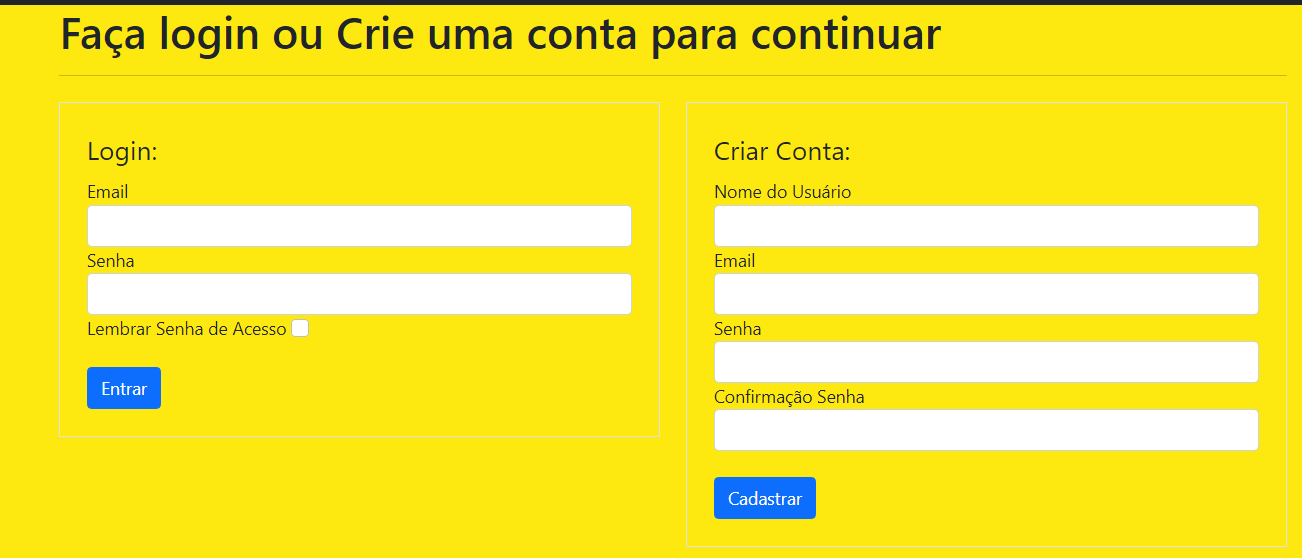 Faça login ou Crie uma conta para continuar
Login:
Email
Senha
Lembrar Senha de Acesso
Entrar
Criar Conta:
Nome do Usuário
Email
Senha
Confirmação Senha
Cadastrar